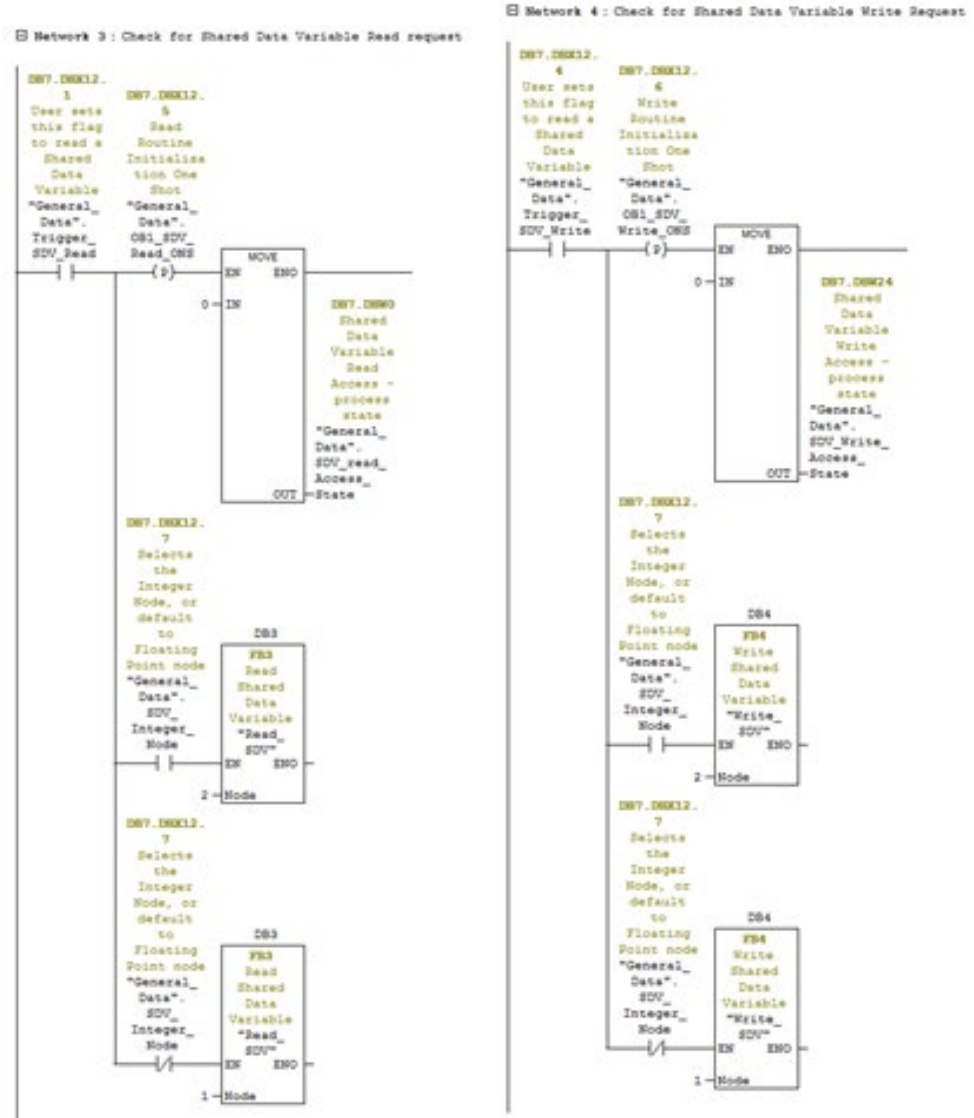 Network 3 : Check for Shared Data Variable Read request
DB7.DBX12.
1
User sets
this flag
to read a
Shared
Data
Variable
"General_
Data".
Trigger_
SDV_Read
DB7.DBX12.
5
Read
Routine
Initializa
tion One
Shot
"General_
Data".
OB1_SDV_
Read_ONS
(P)
MOVE
EN ENO
0 IN
OUT
DB7.DBW0
Shared
Data
Variable
Read
Access -
process
state
"General_
Data".
SDV_read_
Access_
State
DB7.DBX12.
7
Selects
the
Integer
Node, or
default
to
Floating
Point node
"General_
Data".
SDV_
Integer_
Node
DB3
FB3
Read
Shared
Data
Variable
"Read_
SDV"
EN ENO
2 Node
DB7.DBX12.
7
Selects
the
Integer
Node, or
default
to
Floating
Point node
"General_
Data".
SDV_
Integer_
Node
DB3
FB3
Read
Shared
Data
Variable
"Read_
SDV"
EN ENO
1 Node
Network 4 : Check for Shared Data Variable Write Request
DB7.DBX12.
4
User sets
this flag
to read a
Shared
Data
Variable
"General_
Data".
Trigger_
SDV_Write
DB7.DBX12.
6
Write
Routine
Initializa
tion One
Shot
"General_
Data".
OB1_SDV_
Write_ONS
(P)
MOVE
EN ENO
0 IN
OUT
DB7.DBW24
Shared
Data
Variable
Write
Access -
process
state
"General_
Data".
SDV_Write_
Access_
State
DB7.DBX12.
7
Selects
the
Integer
Node, or
default
to
Floating
Point node
"General_
Data".
SDV_
Integer_
Node
DB4
FB4
Write
Shared
Data
Variable
"Write_
SDV"
EN ENO
2 Node
DB7.DBX12.
7
Selects
the
Integer
Node, or
default
to
Floating
Point node
"General_
Data".
SDV_
Integer_
Node
DB4
FB4
Write
Shared
Data
Variable
"Write_
SDV"
EN ENO
1 Node